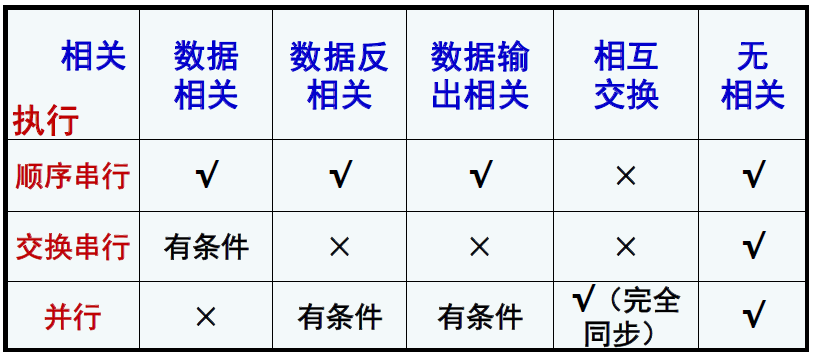 相关 数据 数据反 数据输 相互 无
执行 相关 相关 出相关 交换 相关
顺序串行 √ √ √ × √
交换串行 有条件 × × × √
并行 × 有条件 有条件 √（完全同步） √